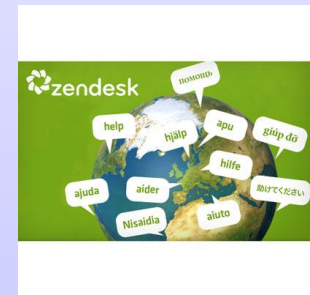 помощь
zendesk
help
hjälp
apu
giúp đỡ
hilfe
ajuda
aider
助けてください
Nisaidia
aiuto